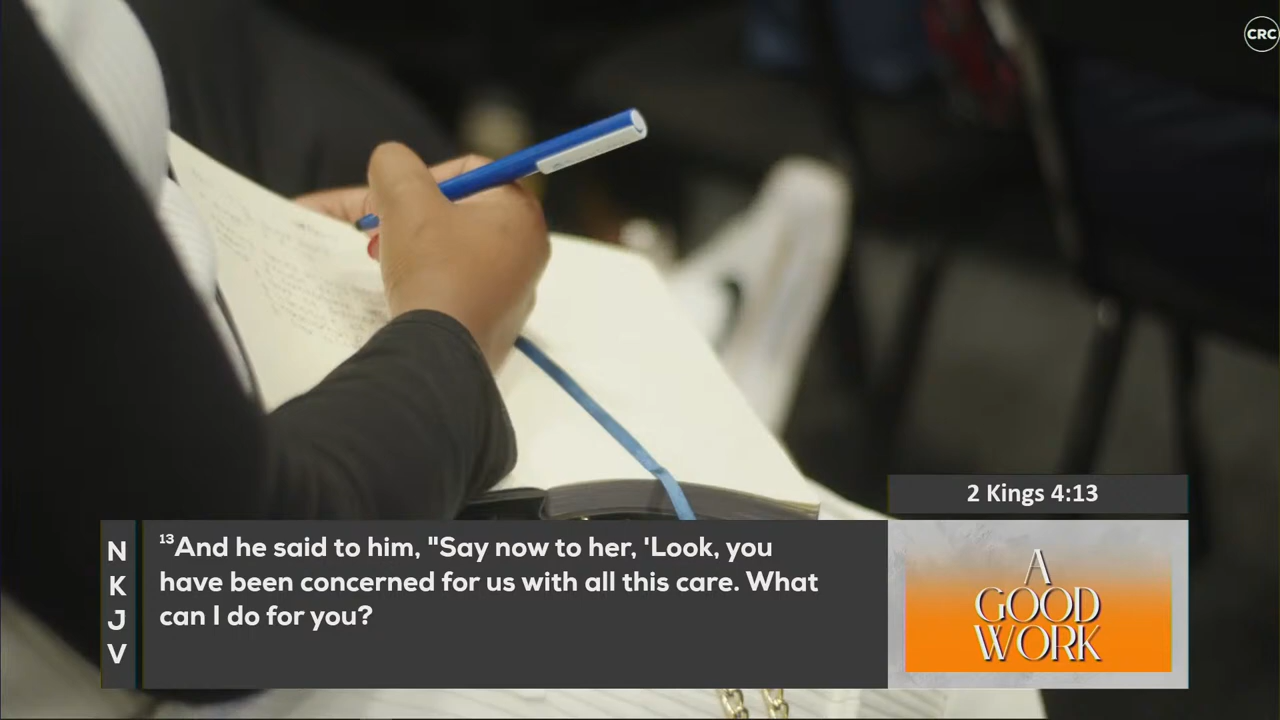 CRC
2 Kings 4:13
N
K
J
V
¹³And he said to him, "Say now to her, 'Look, you
have been concerned for us with all this care. What
can I do for you?
A
GOOD
WORK